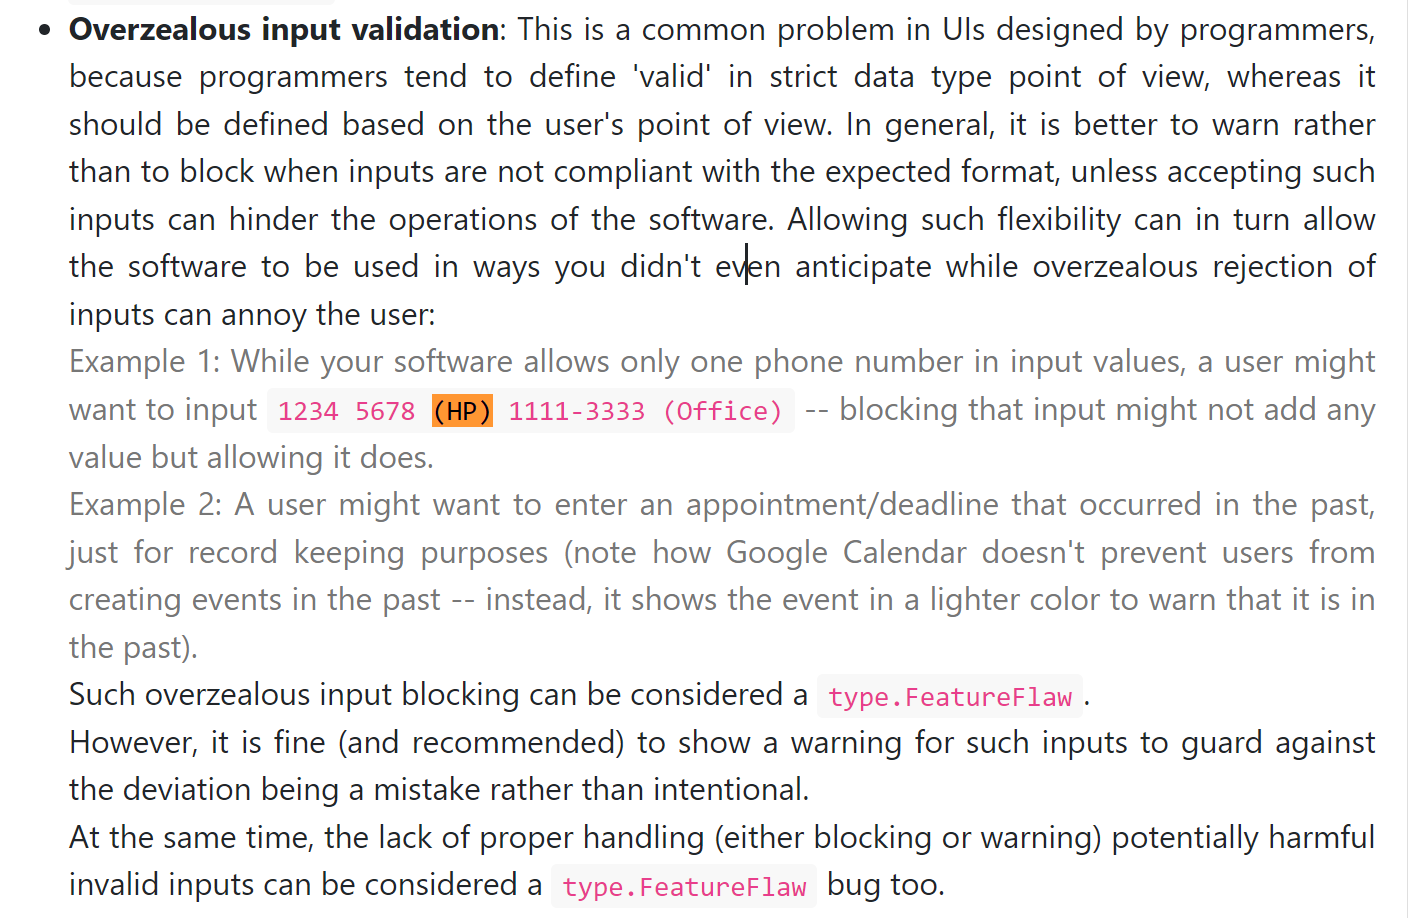 Overzealous input validation: This is a common problem in UIs designed by programmers,
because programmers tend to define 'valid' in strict data type point of view, whereas it
should be defined based on the user's point of view. In general, it is better to warn rather
than to block when inputs are not compliant with the expected format, unless accepting such
inputs can hinder the operations of the software. Allowing such flexibility can in turn allow
the software to be used in ways you didn't even anticipate while overzealous rejection of
inputs can annoy the user:
Example 1: While your software allows only one phone number in input values, a user might
want to input 1234 5678 (HP) 1111-3333 (Office) -- blocking that input might not add any
value but allowing it does.
Example 2: A user might want to enter an appointment/deadline that occurred in the past,
just for record keeping purposes (note how Google Calendar doesn't prevent users from
creating events in the past -- instead, it shows the event in a lighter color to warn that it is in
the past).
Such overzealous input blocking can be considered a type.FeatureFlaw.
However, it is fine (and recommended) to show a warning for such inputs to guard against
the deviation being a mistake rather than intentional.
At the same time, the lack of proper handling (either blocking or warning) potentially harmful
invalid inputs can be considered a type.FeatureFlaw bug too.